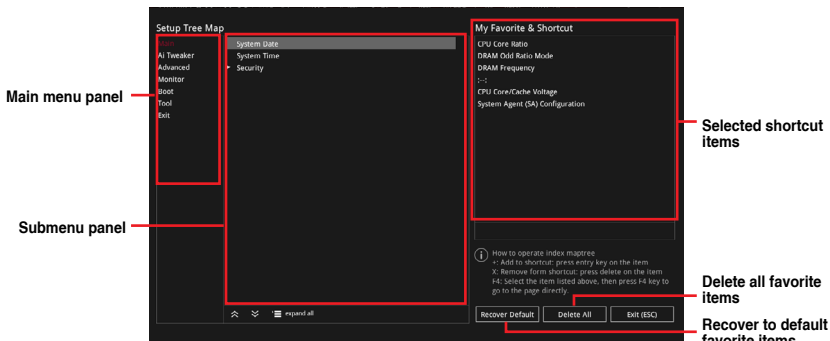 Setup Tree Map
My Favorite & Shortcut
Main
Ai Tweaker
Advanced
Monitor
Boot
Tool
Exit
System Date
System Time
Security
CPU Core Ratio
DRAM Odd Ratio Mode
DRAM Frequency
:--:
CPU Core/Cache Voltage
System Agent (SA) Configuration
Main menu panel
Selected shortcut
items
Submenu panel
How to operate index maptree
+: Add to shortcut: press entry key on the item
X: Remove form shortcut: press delete on the item
F4: Select the item listed above, then press F4 key to
go to the page directly.
expand all
Recover Default
Delete All
Exit (ESC)
Delete all favorite
items
Recover to default
favorite items